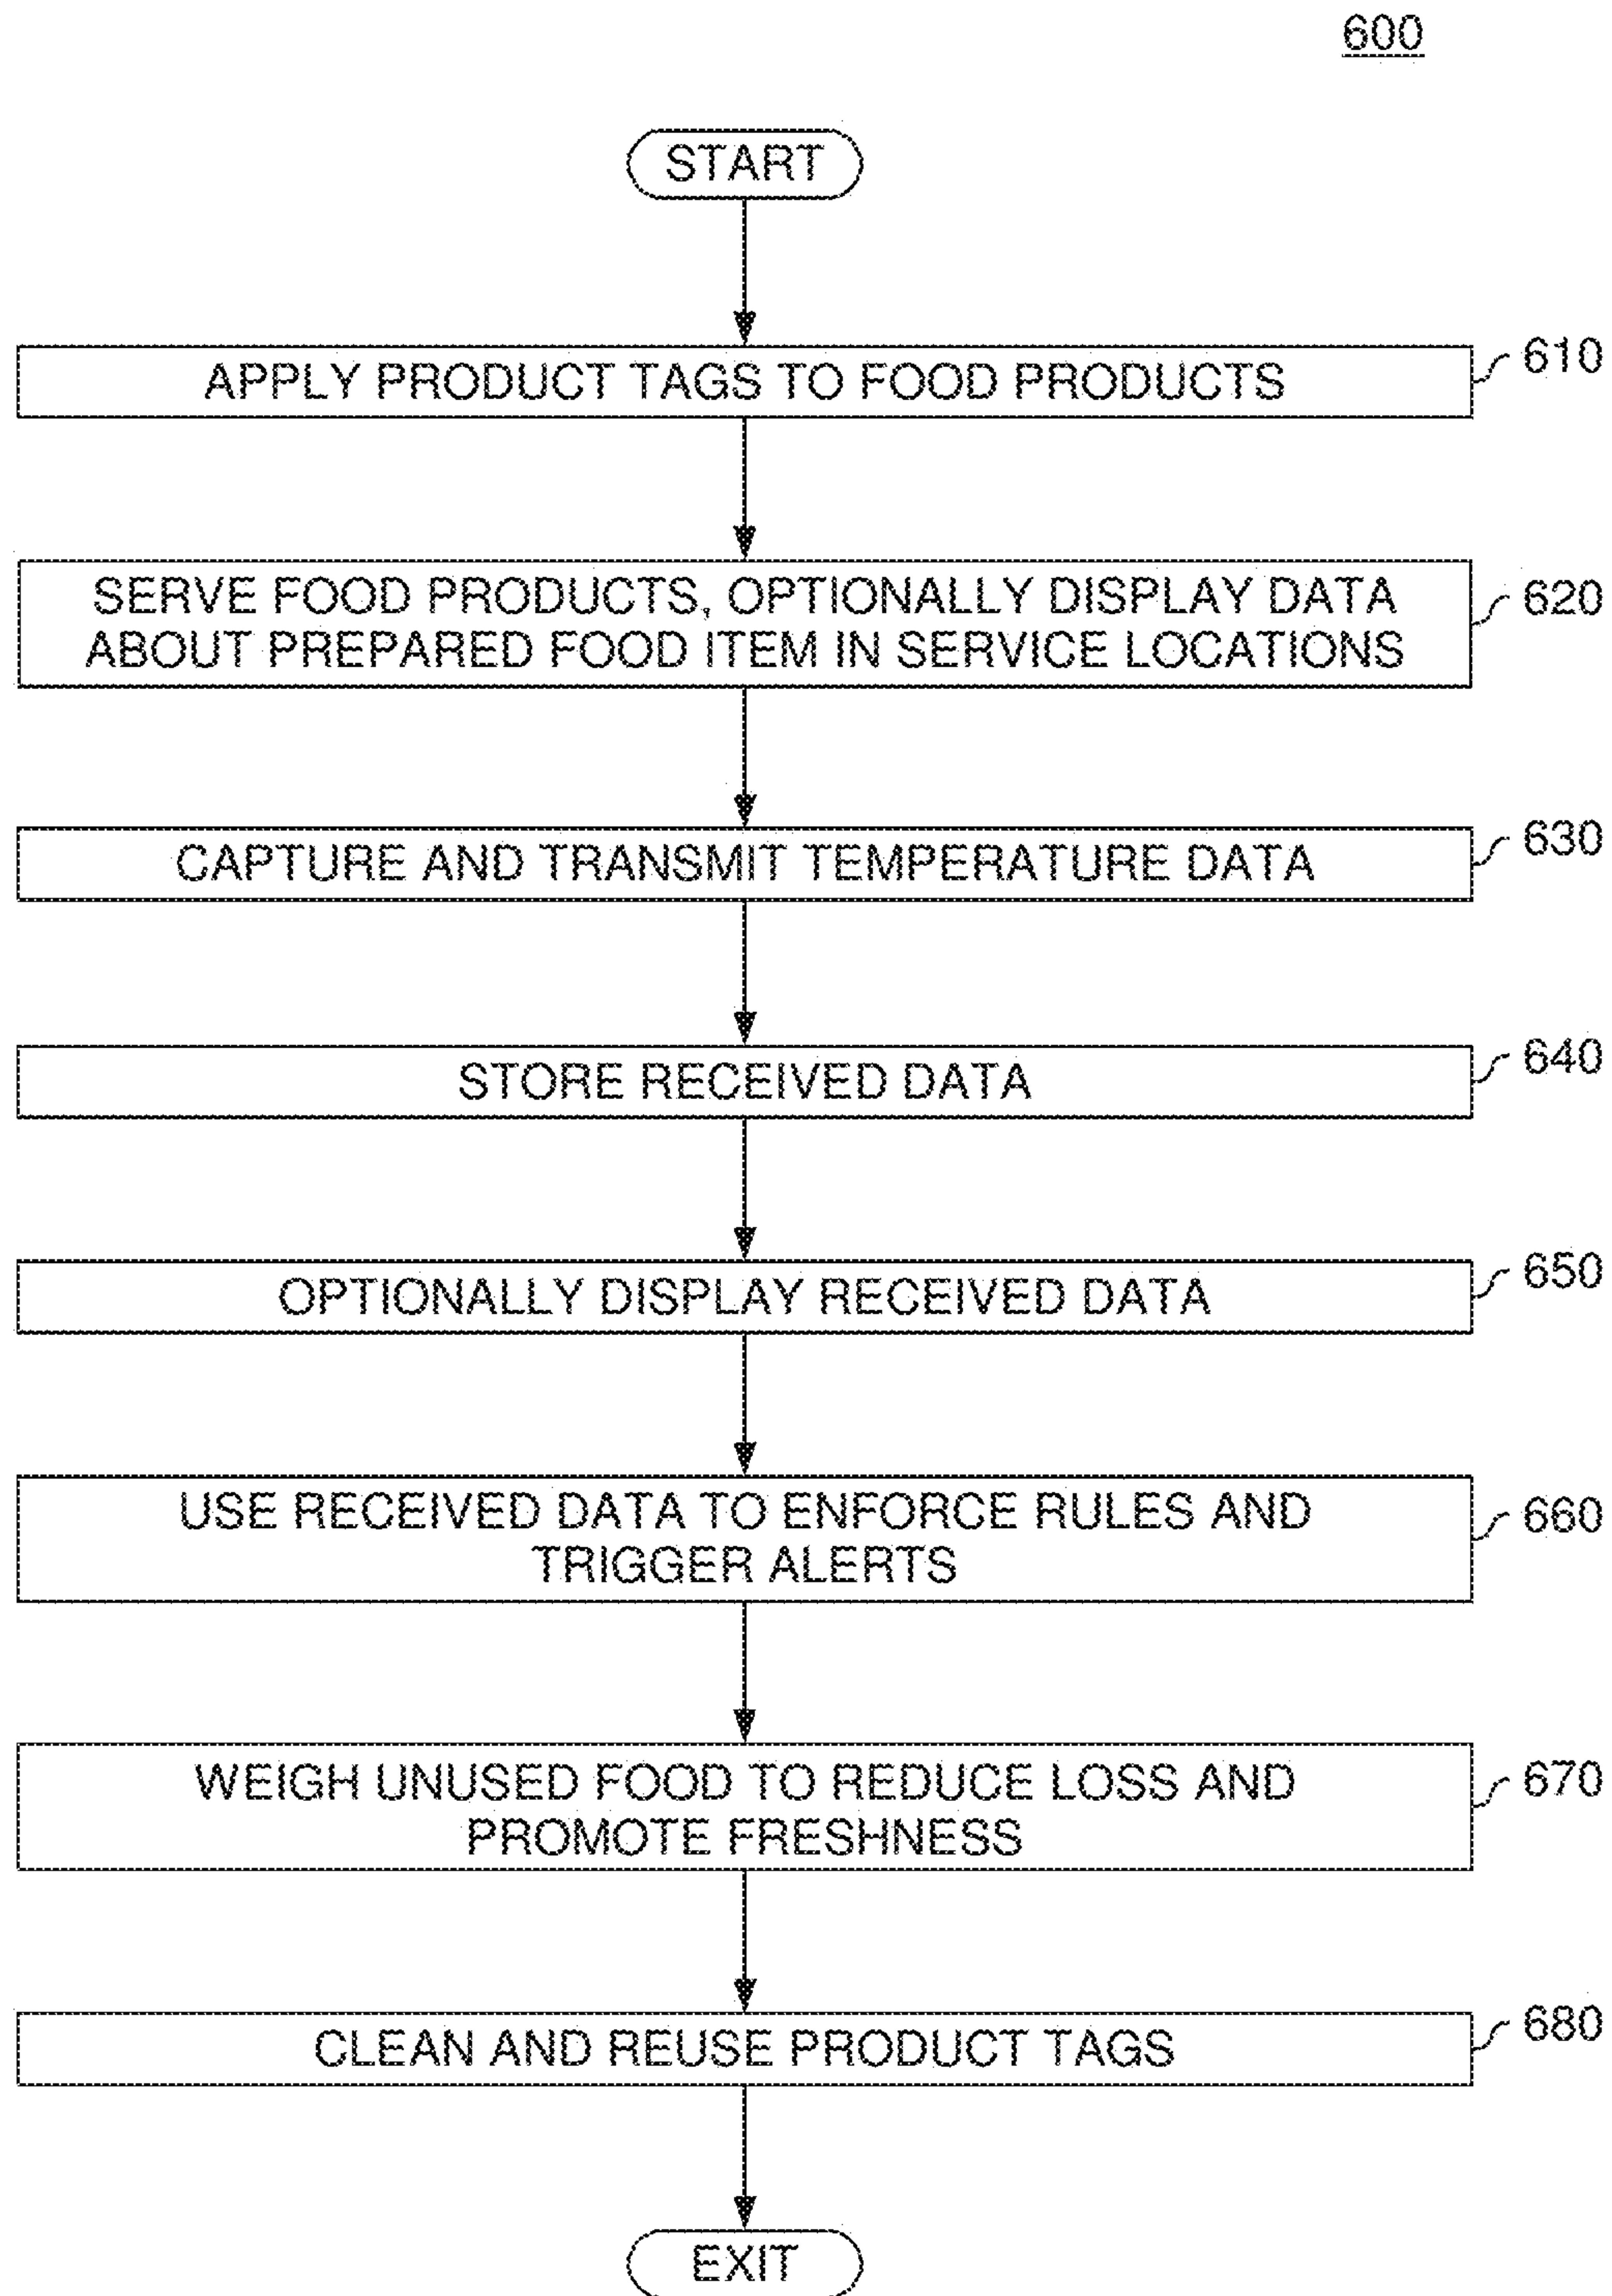 600
START
APPLY PRODUCT TAGS TO FOOD PRODUCTS
610
SERVE FOOD PRODUCTS, OPTIONALLY DISPLAY DATA
ABOUT PREPARED FOOD ITEM IN SERVICE LOCATIONS
620
CAPTURE AND TRANSMIT TEMPERATURE DATA
630
STORE RECEIVED DATA
640
OPTIONALLY DISPLAY RECEIVED DATA
650
USE RECEIVED DATA TO ENFORCE RULES AND
TRIGGER ALERTS
660
WEIGH UNUSED FOOD TO REDUCE LOSS AND
PROMOTE FRESHNESS
670
CLEAN AND REUSE PRODUCT TAGS
680
EXIT